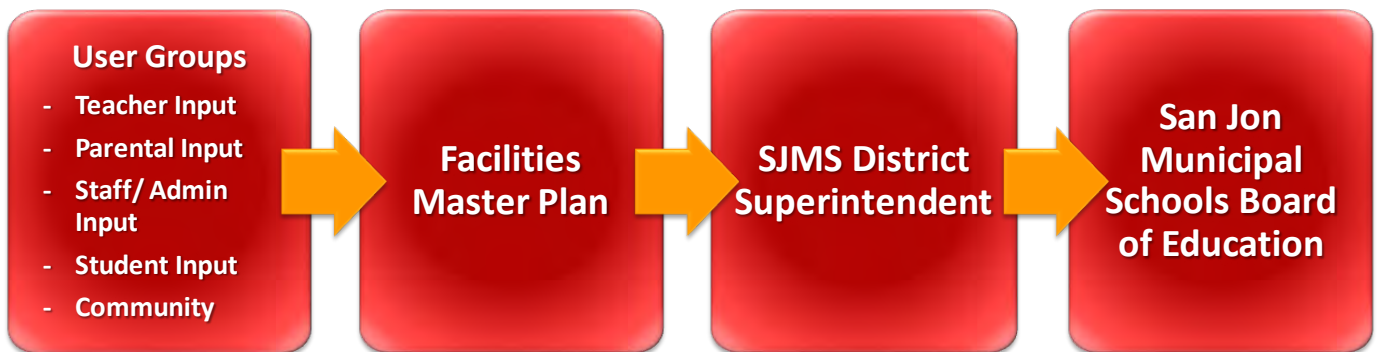 User Groups
- Teacher Input
- Parental Input
- Staff/ Admin
Input
- Student Input
- Community
Facilities
Master Plan
SJMS District
Superintendent
San Jon
Municipal
Schools Board
of Education